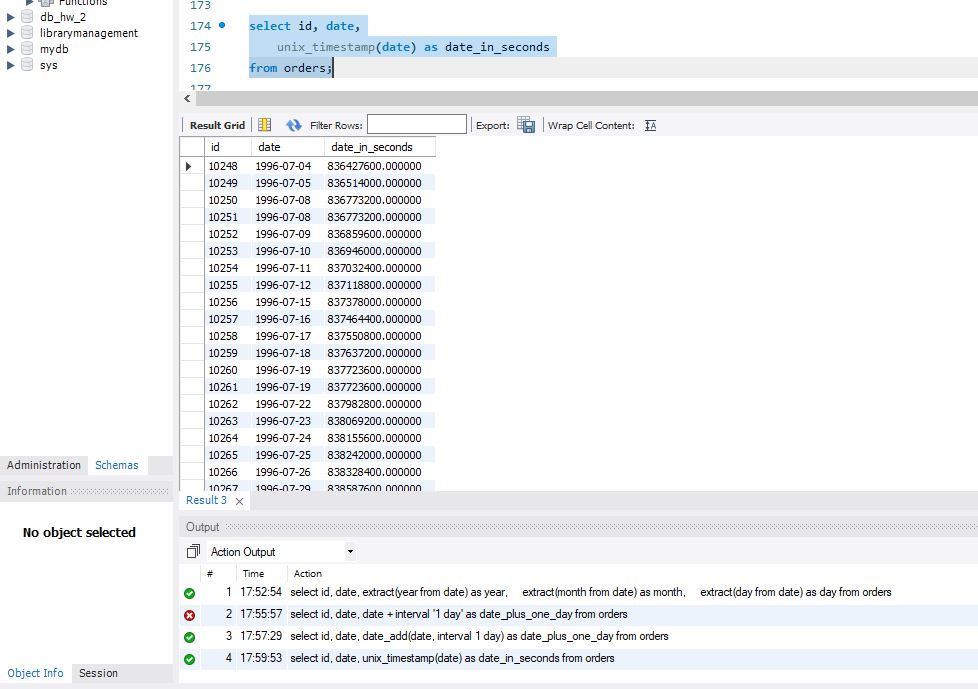 Functions
db_hw_2
librarymanagement
mydb
sys
173
174 select id, date,
175 unix_timestamp(date) as date_in_seconds
176 from orders;
177
Result Grid Filter Rows: Export: Wrap Cell Content:
id date date_in_seconds
10248 1996-07-04 836427600.000000
10249 1996-07-05 836514000.000000
10250 1996-07-08 836773200.000000
10251 1996-07-08 836773200.000000
10252 1996-07-09 836859600.000000
10253 1996-07-10 836946000.000000
10254 1996-07-11 837032400.000000
10255 1996-07-12 837118800.000000
10256 1996-07-15 837378000.000000
10257 1996-07-16 837464400.000000
10258 1996-07-17 837550800.000000
10259 1996-07-18 837637200.000000
10260 1996-07-19 837723600.000000
10261 1996-07-19 837723600.000000
10262 1996-07-22 837982800.000000
10263 1996-07-23 838069200.000000
10264 1996-07-24 838155600.000000
10265 1996-07-25 838242000.000000
10266 1996-07-26 838328400.000000
10267 1996-07-29 838587600.000000
Administration Schemas
Information
No object selected
Result 3
Output
Action Output
# Time Action
1 17:52:54 select id, date, extract(year from date) as year, extract(month from date) as month, extract(day from date) as day from orders
2 17:55:57 select id, date, date + interval '1 day' as date_plus_one_day from orders
3 17:57:29 select id, date, date_add(date, interval 1 day) as date_plus_one_day from orders
4 17:59:53 select id, date, unix_timestamp(date) as date_in_seconds from orders
Object Info Session